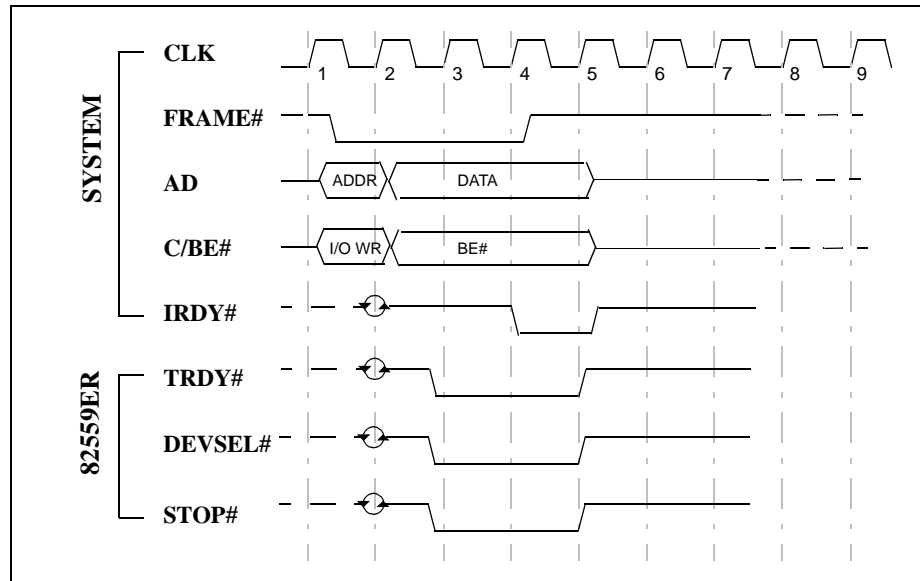 SYSTEM
CLK
1 2 3 4 5 6 7 8 9
FRAME#
AD
ADDR DATA
C/BE#
I/O WR BE#
IRDY#
82559ER
TRDY#
DEVSEL#
STOP#